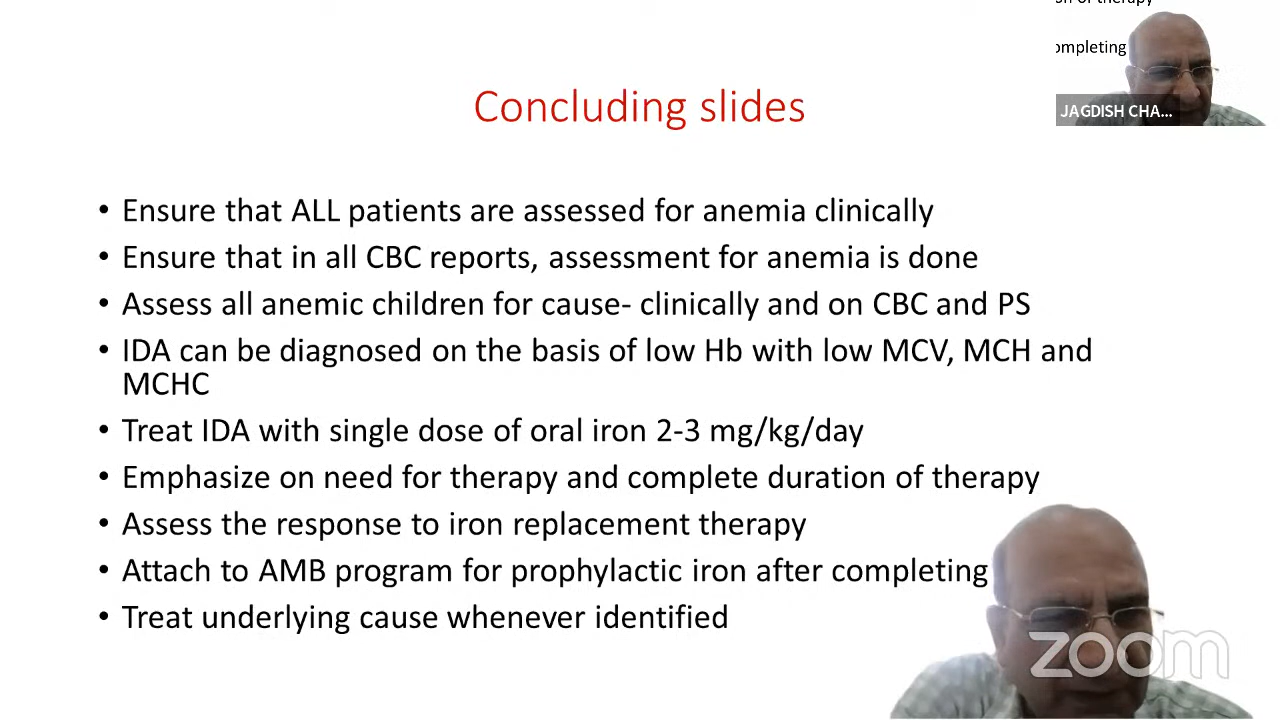 n of therapy
ompleting
JAGDISH CHA...
Concluding slides
• Ensure that ALL patients are assessed for anemia clinically
• Ensure that in all CBC reports, assessment for anemia is done
• Assess all anemic children for cause- clinically and on CBC and PS
• IDA can be diagnosed on the basis of low Hb with low MCV, MCH and
MCHC
• Treat IDA with single dose of oral iron 2-3 mg/kg/day
• Emphasize on need for therapy and complete duration of therapy
• Assess the response to iron replacement therapy
• Attach to AMB program for prophylactic iron after completing
• Treat underlying cause whenever identified
zoom